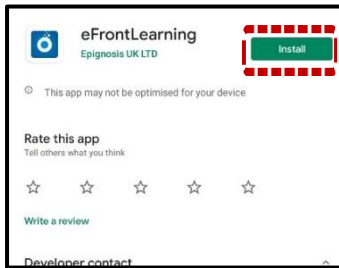 eFrontLearning
Epignosis UK LTD
Install
This app may not be optimised for your device
Rate this app
Tell others what you think
Write a review
Developer contact